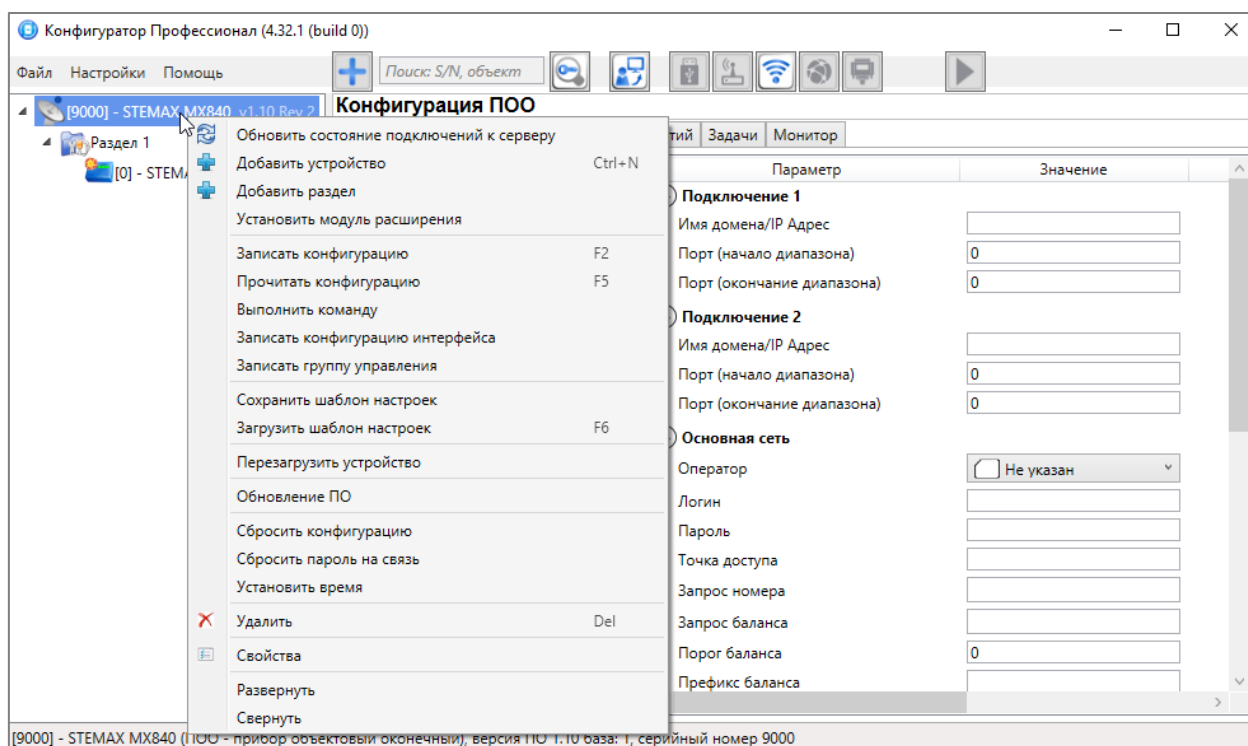 Конфигуратор Профессионал (4.32.1 (build 0))
Файл Настройки Помощь Поиск: S/N, объект
[9000] - STEMAX MX840 v1.10 Rev 2 Конфигурация ПОО
Раздел 1
[0] - STEMA
тий Задачи Монитор
Обновить состояние подключений к серверу
Добавить устройство Ctrl+N
Добавить раздел
Установить модуль расширения
Записать конфигурацию F2
Прочитать конфигурацию F5
Выполнить команду
Записать конфигурацию интерфейса
Записать группу управления
Сохранить шаблон настроек
Загрузить шаблон настроек F6
Перезагрузить устройство
Обновление ПО
Сбросить конфигурацию
Сбросить пароль на связь
Установить время
Удалить Del
Свойства
Развернуть
Свернуть
Параметр Значение
Подключение 1
Имя домена/IP Адрес
Порт (начало диапазона) 0
Порт (окончание диапазона) 0
Подключение 2
Имя домена/IP Адрес
Порт (начало диапазона) 0
Порт (окончание диапазона) 0
Основная сеть
Оператор Не указан
Логин
Пароль
Точка доступа
Запрос номера
Запрос баланса
Порог баланса 0
Префикс баланса
[9000] - STEMAX MX840 (ПОО - прибор объектовый оконечный), версия ПО 1.10 база: 1, серийный номер 9000